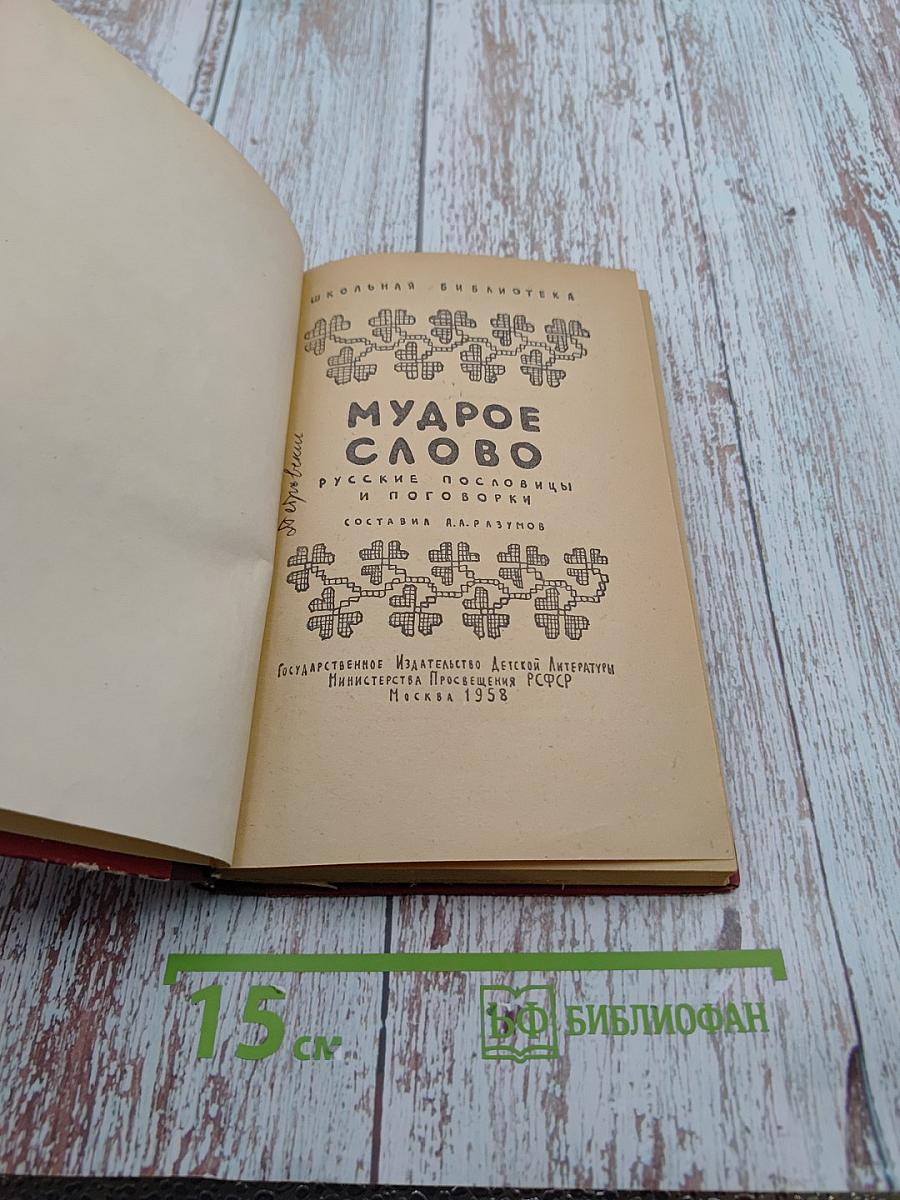 ШКОЛЬНАЯ БИБЛИОТЕКА
МУДРОЕ
СЛОВО
РУССКИЕ ПОСЛОВИЦЫ
И ПОГОВОРКИ
СОСТАВИЛ А.А.РАЗУМОВ
Государственное Издательство Детской Литературы
Министерства Просвещения РСФСР
Москва 1958
15 см
БФ БИБЛИОФАН